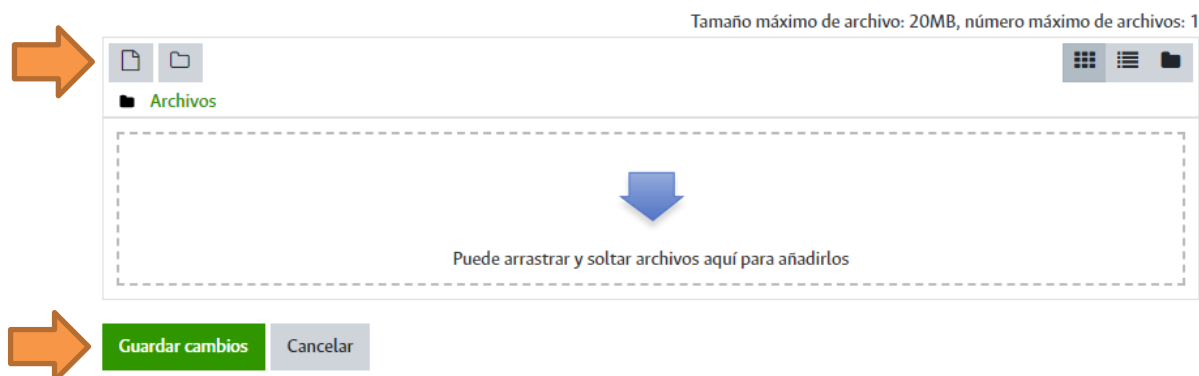 Tamaño máximo de archivo: 20MB, número máximo de archivos: 1
Archivos
Puede arrastrar y soltar archivos aquí para añadirlos
Guardar cambios Cancelar